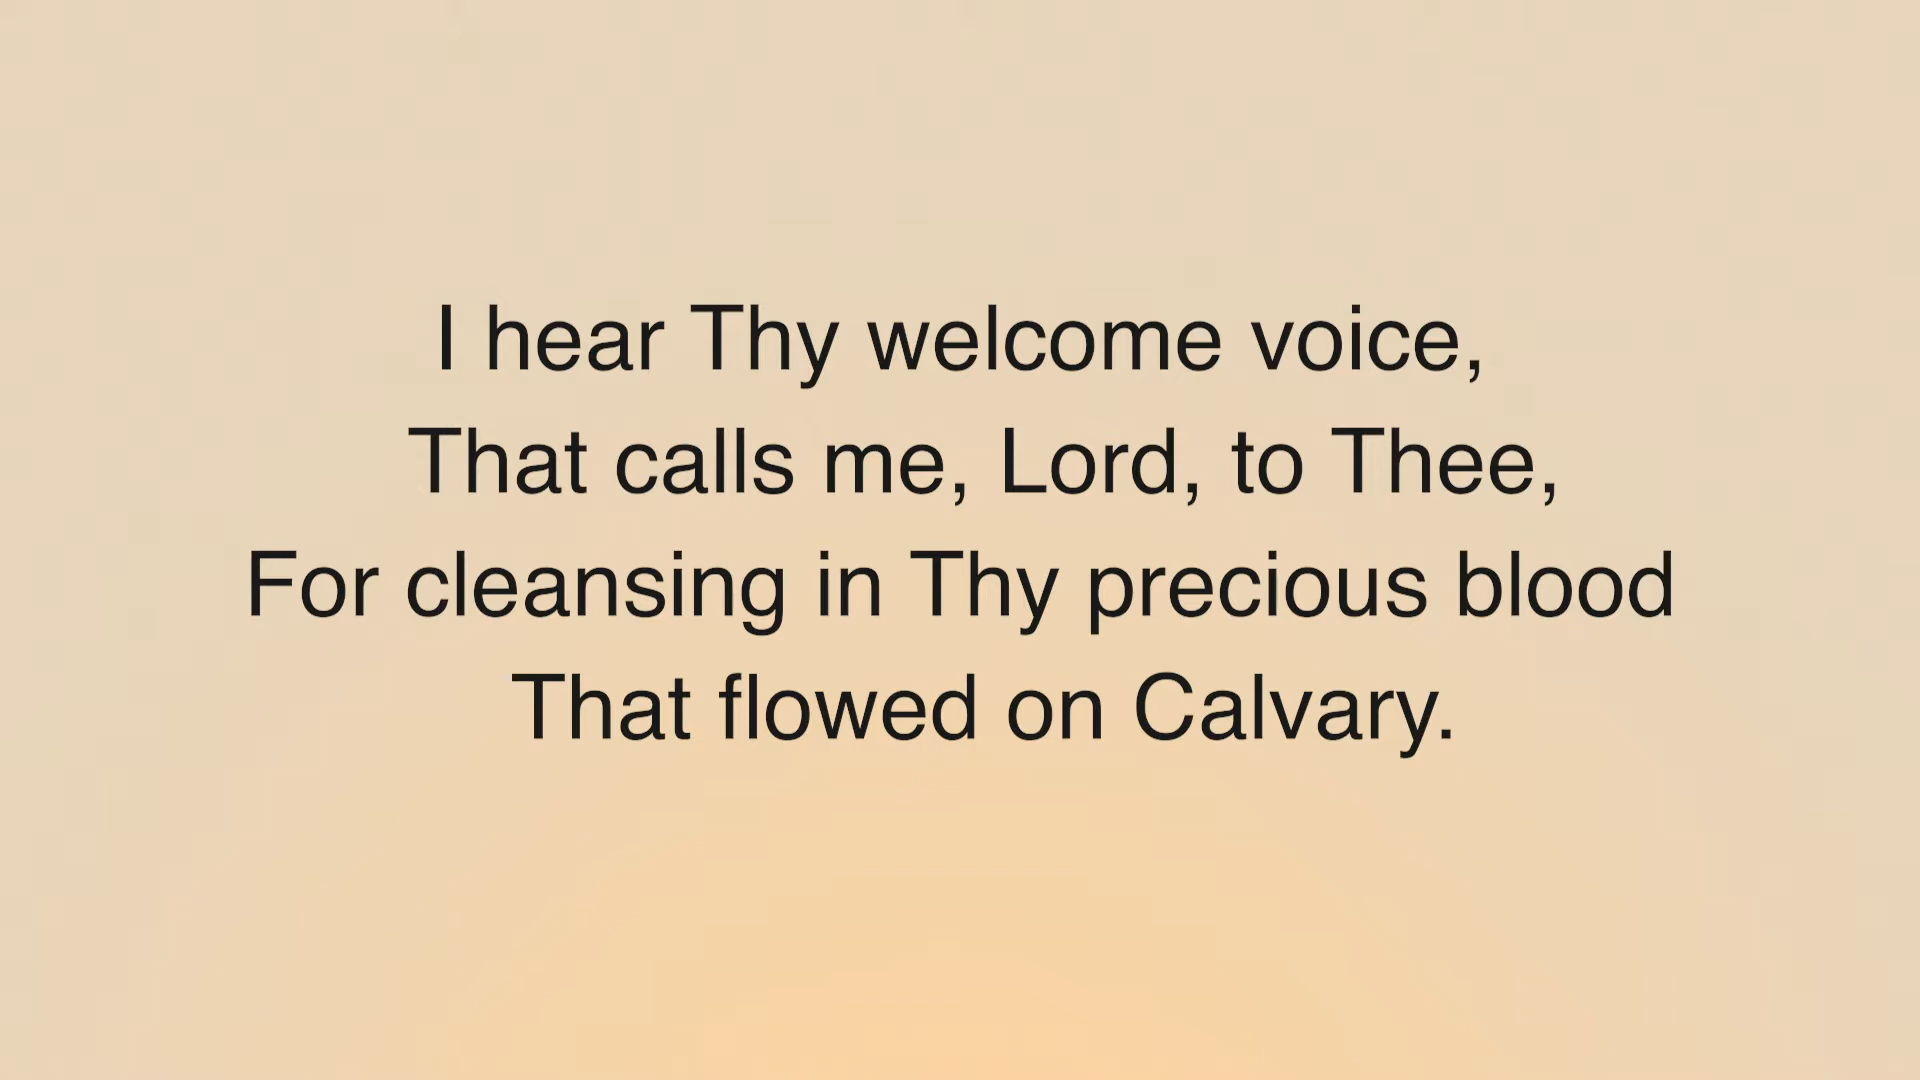 I hear Thy welcome voice,
That calls me, Lord, to Thee,
For cleansing in Thy precious blood
That flowed on Calvary.